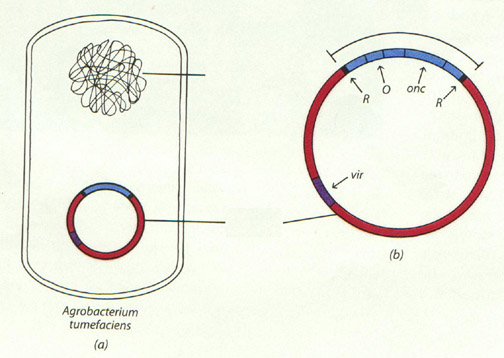 R
O
onc
R
vir
(b)
Agrobacterium
tumefaciens
(a)